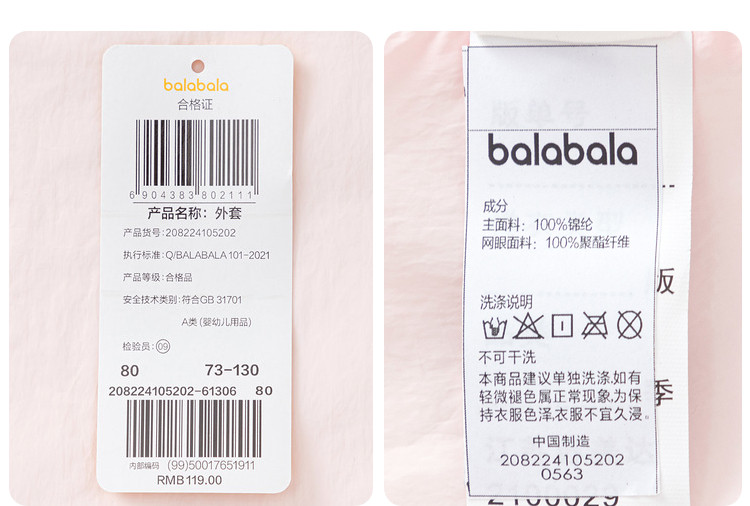 balabala
合格证
6 904383 802111
产品名称：外套
产品货号:208224105202
执行标准:Q/BALABALA 101-2021
产品等级:合格品
安全技术类别:符合GB 31701
A类 (婴幼儿用品)
检验员:09
80 73-130
208224105202-61306 80
内部编码 (99)50017651911
RMB119.00
版单号
balabala
成分
主面料：100%锦纶
网眼面料：100%聚酯纤维
版
洗涤说明
不可干洗
本商品建议单独洗涤,如有
轻微褪色属正常现象,为保
季
持衣服色泽,衣服不宜久浸。
中国制造
208224105202
0563